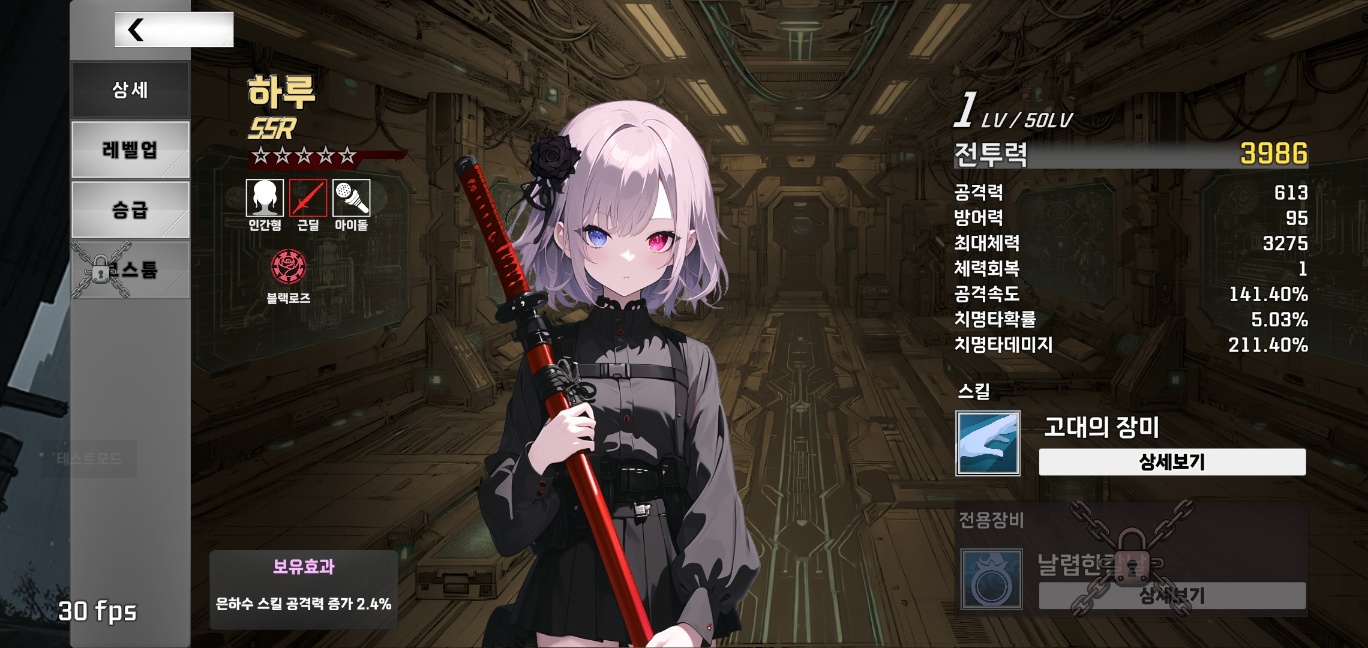 상세
레벨업
승급
스튬
테스트모드
30 fps
하루
SSR
인간형 근딜 아이돌
블랙로즈
보유효과
은하수 스킬 공격력 증가 2.4%
1 LV / 50LV
전투력 3986
공격력 613
방어력 95
최대체력 3275
체력회복 1
공격속도 141.40%
치명타확률 5.03%
치명타데미지 211.40%
스킬
고대의 장미
상세보기
전용장비
날렵한
상세보기